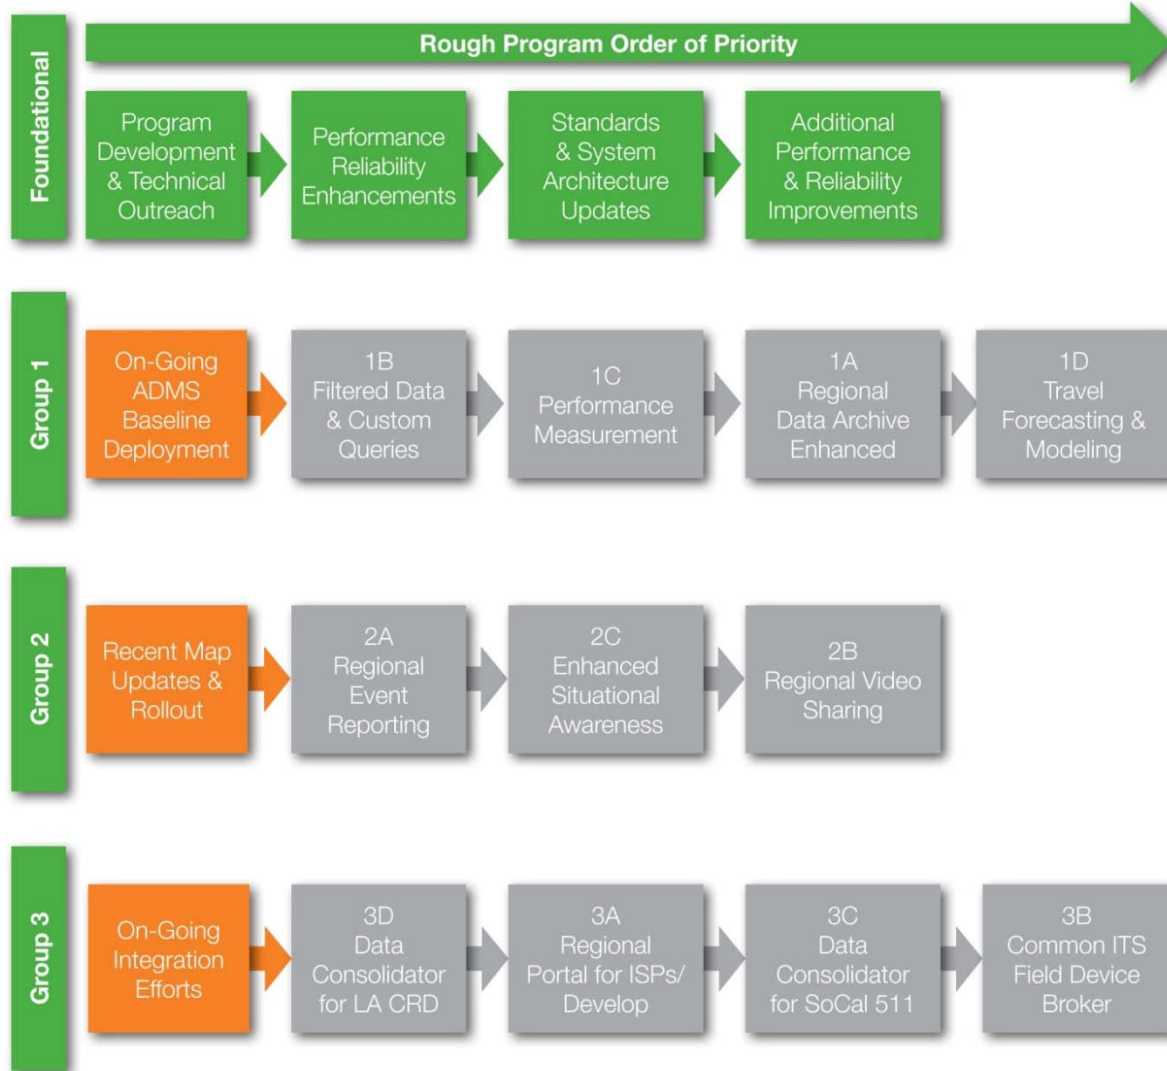 Foundational
Rough Program Order of Priority
Program
Development
& Technical
Outreach
Performance
Reliability
Enhancements
Standards
& System
Architecture
Updates
Additional
Performance
& Reliability
Improvements
Group 1
On-Going
ADMS
Baseline
Deployment
1B
Filtered Data
& Custom
Queries
1C
Performance
Measurement
1A
Regional
Data Archive
Enhanced
1D
Travel
Forecasting &
Modeling
Group 2
Recent Map
Updates &
Rollout
2A
Regional
Event
Reporting
2C
Enhanced
Situational
Awareness
2B
Regional Video
Sharing
Group 3
On-Going
Integration
Efforts
3D
Data
Consolidator
for LA CRD
3A
Regional
Portal for ISPs/
Develop
3C
Data
Consolidator
for SoCal 511
3B
Common ITS
Field Device
Broker